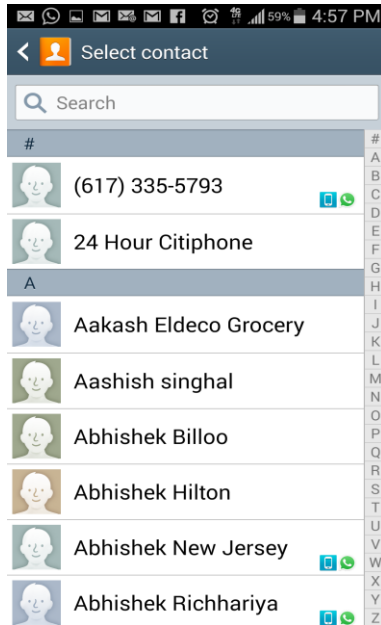 4G
59%
4:57 PM
Select contact
Search
#
(617) 335-5793
24 Hour Citiphone
A
Aakash Eldeco Grocery
Aashish singhal
Abhishek Billoo
Abhishek Hilton
Abhishek New Jersey
Abhishek Richhariya
#
A
B
C
D
E
F
G
H
I
J
K
L
M
N
O
P
Q
R
S
T
U
V
W
X
Y
Z